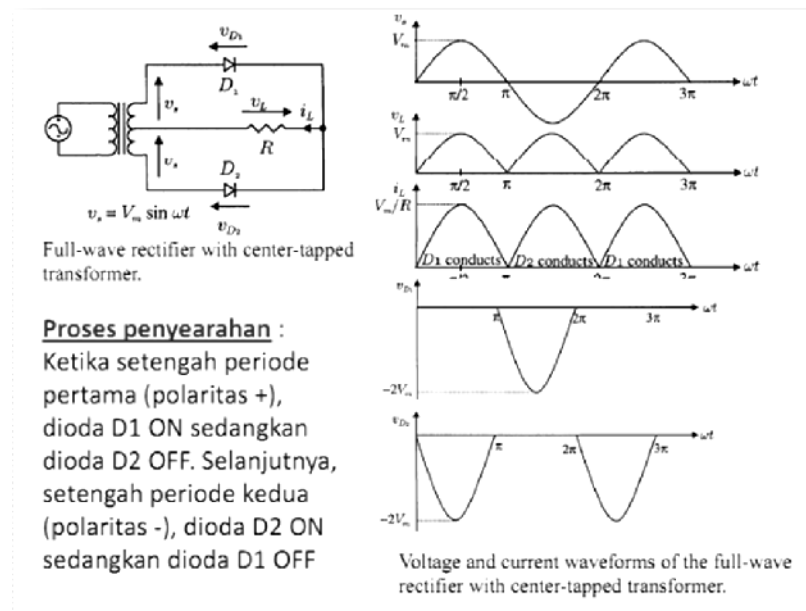 v_D₁
D₁
v_s
v_L
i_L
R
v_s
D₂
v_s = V_m sin ωt
v_D₂
Full-wave rectifier with center-tapped
transformer.
Proses penyearahan :
Ketika setengah periode
pertama (polaritas +),
dioda D1 ON sedangkan
dioda D2 OFF. Selanjutnya,
setengah periode kedua
(polaritas -), dioda D2 ON
sedangkan dioda D1 OFF
v_s
V_m
π/2 π 2π 3π ωt
v_L
V_m
π/2 π 2π 3π ωt
i_L
V_m/R
D1 conducts D2 conducts D1 conducts ωt
v_D₁
π 2π 3π ωt
−2V_m
v_D₂
π 2π 3π ωt
−2V_m
Voltage and current waveforms of the full-wave
rectifier with center-tapped transformer.